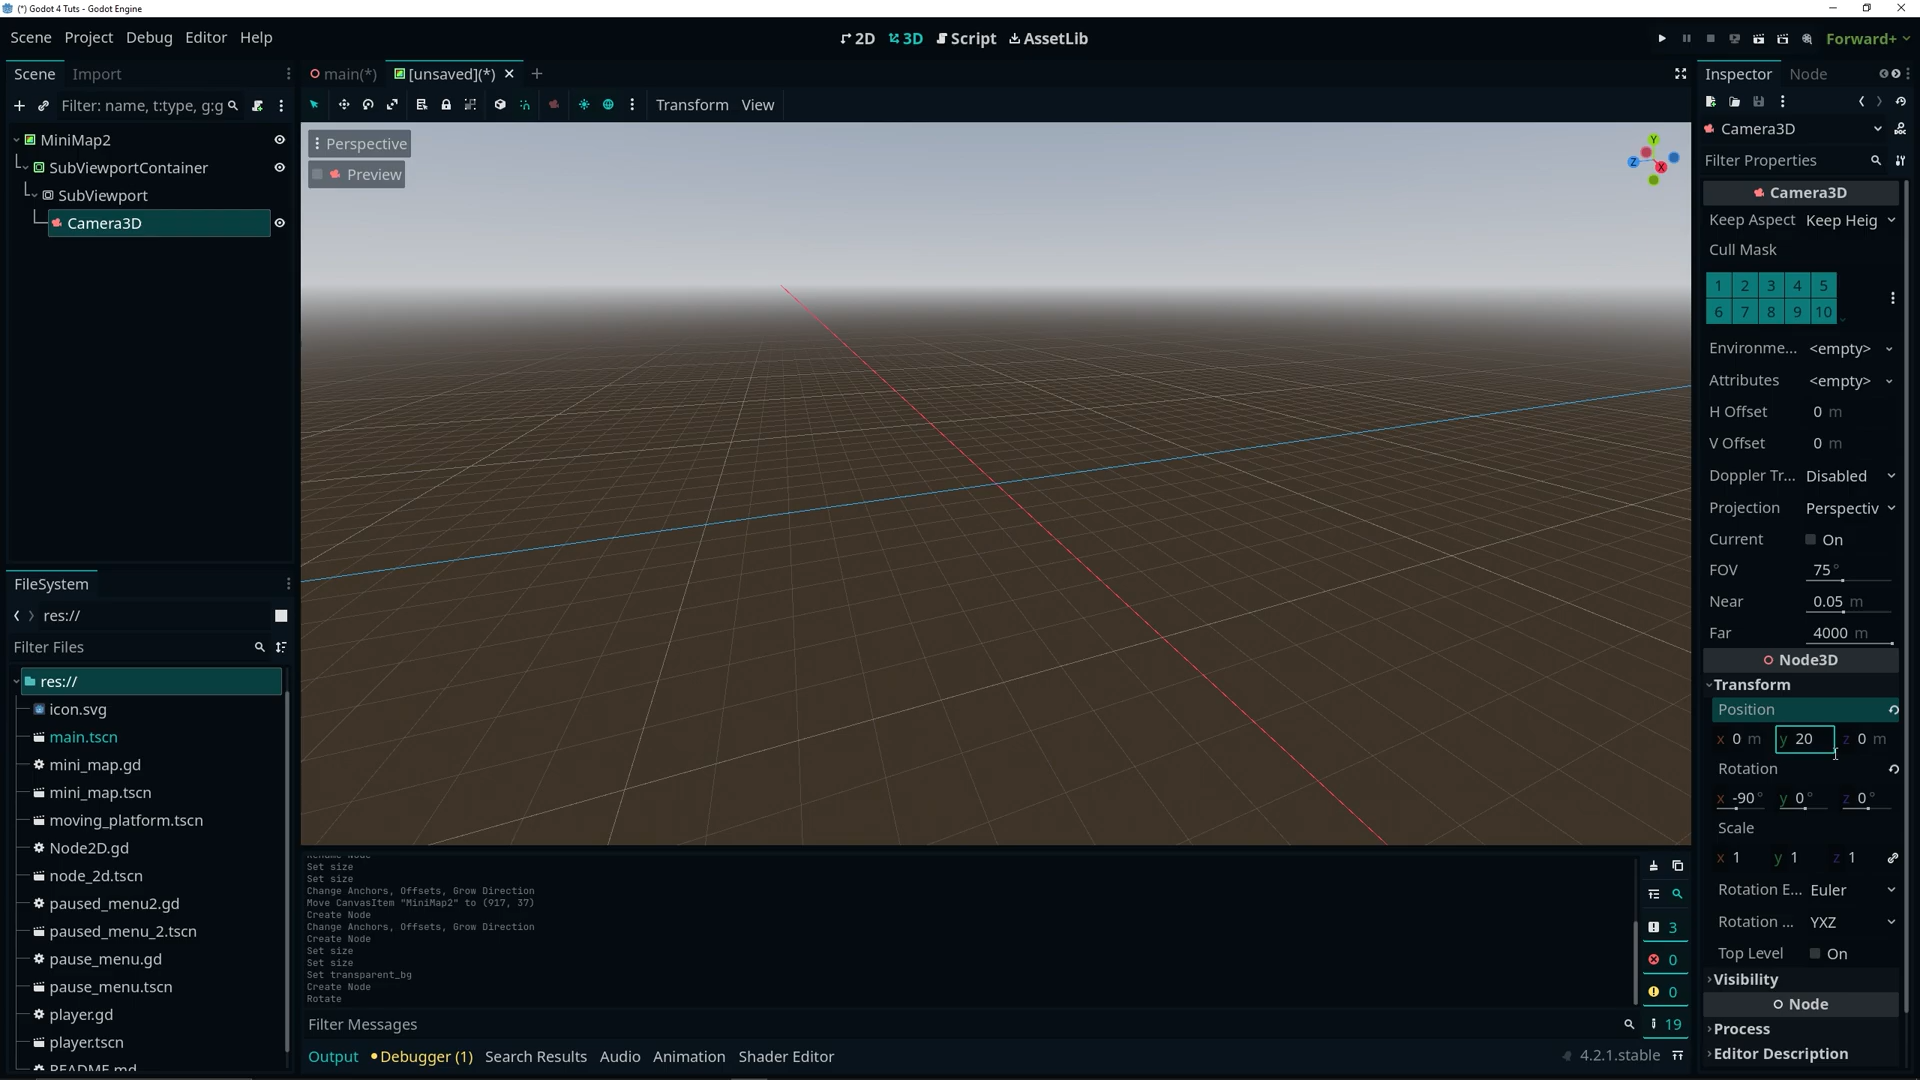 (*) Godot 4 Tuts - Godot Engine
Scene Project Debug Editor Help
2D 3D Script AssetLib
Forward+
Scene Import
main(*) [unsaved](*)
Inspector Node
Filter: name, t:type, g:g
Transform View
Camera3D
Filter Properties
MiniMap2
SubViewportContainer
SubViewport
Camera3D
Perspective
Preview
Y
Z
X
Camera3D
Keep Aspect Keep Heig
Cull Mask
1 2 3 4 5
6 7 8 9 10
Environme... <empty>
Attributes <empty>
H Offset 0 m
V Offset 0 m
Doppler Tr... Disabled
Projection Perspectiv
Current On
FOV 75 °
Near 0.05 m
Far 4000 m
Node3D
Transform
Position
x 0 m y 20 z 0 m
Rotation
x -90 ° y 0 ° z 0 °
Scale
x 1 y 1 z 1
Rotation E... Euler
Rotation ... YXZ
Top Level On
Visibility
Node
Process
Editor Description
FileSystem
res://
Filter Files
res://
icon.svg
main.tscn
mini_map.gd
mini_map.tscn
moving_platform.tscn
Node2D.gd
node_2d.tscn
paused_menu2.gd
paused_menu_2.tscn
pause_menu.gd
pause_menu.tscn
player.gd
player.tscn
README.md
Rename Node
Set size
Set size
Change Anchors, Offsets, Grow Direction
Move CanvasItem "MiniMap2" to (917, 37)
Create Node
Change Anchors, Offsets, Grow Direction
Create Node
Set size
Set size
Set transparent_bg
Create Node
Rotate
3
0
0
19
Filter Messages
Output Debugger (1) Search Results Audio Animation Shader Editor
4.2.1.stable